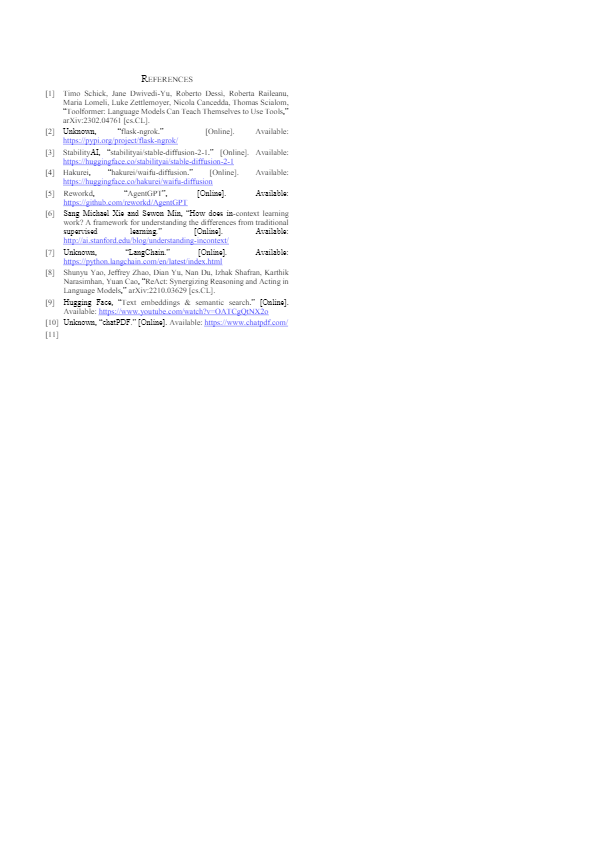 REFERENCES
[1] Timo Schick, Jane Dwivedi-Yu, Roberto Dessì, Roberta Raileanu,
Maria Lomeli, Luke Zettlemoyer, Nicola Cancedda, Thomas Scialom,
“Toolformer: Language Models Can Teach Themselves to Use Tools,”
arXiv:2302.04761 [cs.CL].
[2] Unknown, “flask-ngrok.” [Online]. Available:
https://pypi.org/project/flask-ngrok/
[3] StabilityAI, “stabilityai/stable-diffusion-2-1.” [Online]. Available:
https://huggingface.co/stabilityai/stable-diffusion-2-1
[4] Hakurei, “hakurei/waifu-diffusion.” [Online]. Available:
https://huggingface.co/hakurei/waifu-diffusion
[5] Reworkd, “AgentGPT”, [Online]. Available:
https://github.com/reworkd/AgentGPT
[6] Sang Michael Xie and Sewon Min, “How does in-context learning
work? A framework for understanding the differences from traditional
supervised learning.” [Online]. Available:
http://ai.stanford.edu/blog/understanding-incontext/
[7] Unknown, “LangChain.” [Online]. Available:
https://python.langchain.com/en/latest/index.html
[8] Shunyu Yao, Jeffrey Zhao, Dian Yu, Nan Du, Izhak Shafran, Karthik
Narasimhan, Yuan Cao, “ReAct: Synergizing Reasoning and Acting in
Language Models,” arXiv:2210.03629 [cs.CL].
[9] Hugging Face, “Text embeddings & semantic search.” [Online].
Available: https://www.youtube.com/watch?v=OATCgQtNX2o
[10] Unknown, “chatPDF.” [Online]. Available: https://www.chatpdf.com/
[11]